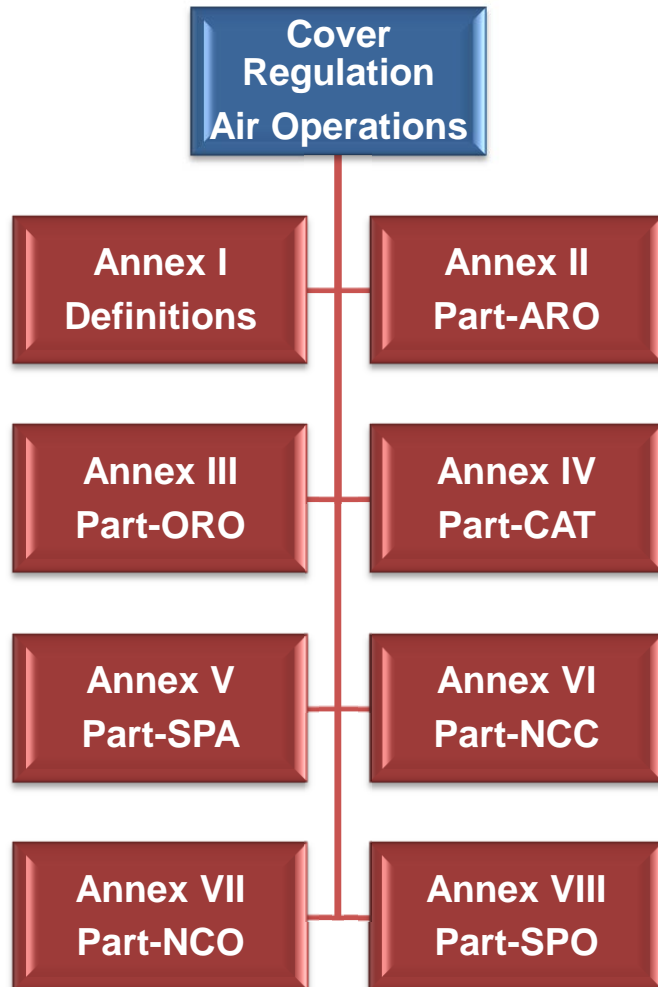 Cover
Regulation
Air Operations
Annex I
Definitions
Annex II
Part-ARO
Annex III
Part-ORO
Annex IV
Part-CAT
Annex V
Part-SPA
Annex VI
Part-NCC
Annex VII
Part-NCO
Annex VIII
Part-SPO